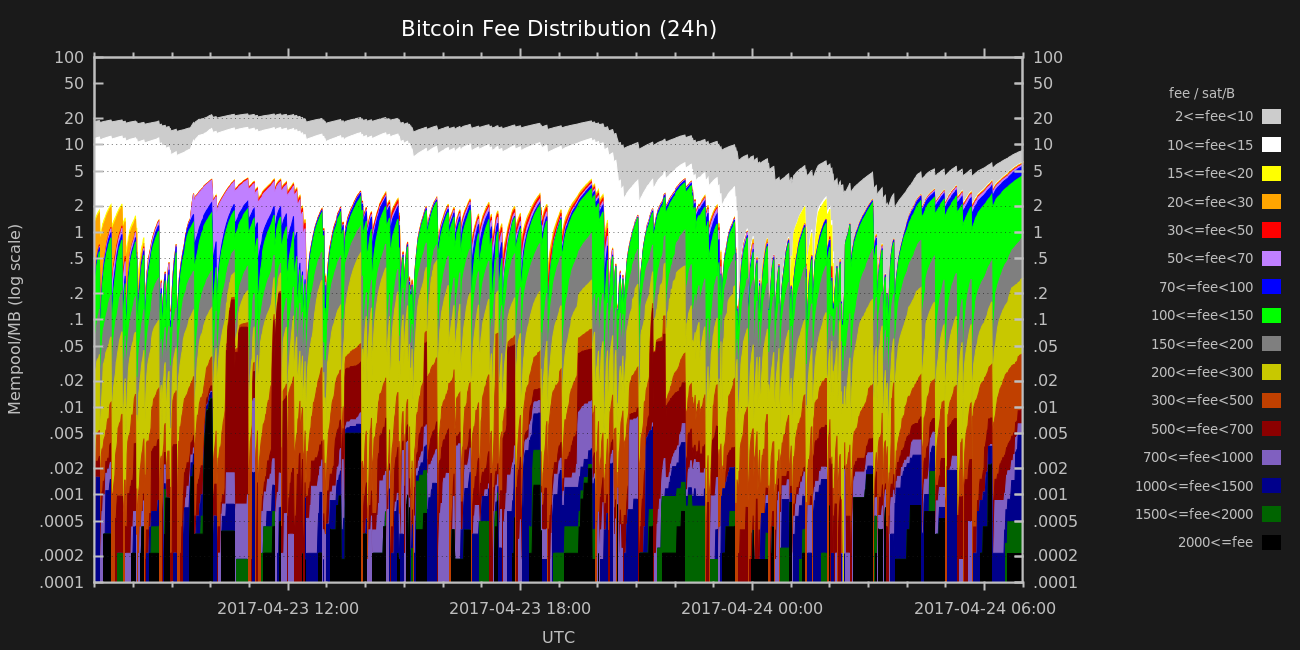 Bitcoin Fee Distribution (24h)
100 100
50 50
20 20
10 10
5 5
2 2
1 1
.5 .5
.2 .2
.1 .1
.05 .05
.02 .02
.01 .01
.005 .005
.002 .002
.001 .001
.0005 .0005
.0002 .0002
.0001 .0001
Mempool/MB (log scale)
2017-04-23 12:00 2017-04-23 18:00 2017-04-24 00:00 2017-04-24 06:00
UTC
fee / sat/B
2<=fee<10
10<=fee<15
15<=fee<20
20<=fee<30
30<=fee<50
50<=fee<70
70<=fee<100
100<=fee<150
150<=fee<200
200<=fee<300
300<=fee<500
500<=fee<700
700<=fee<1000
1000<=fee<1500
1500<=fee<2000
2000<=fee